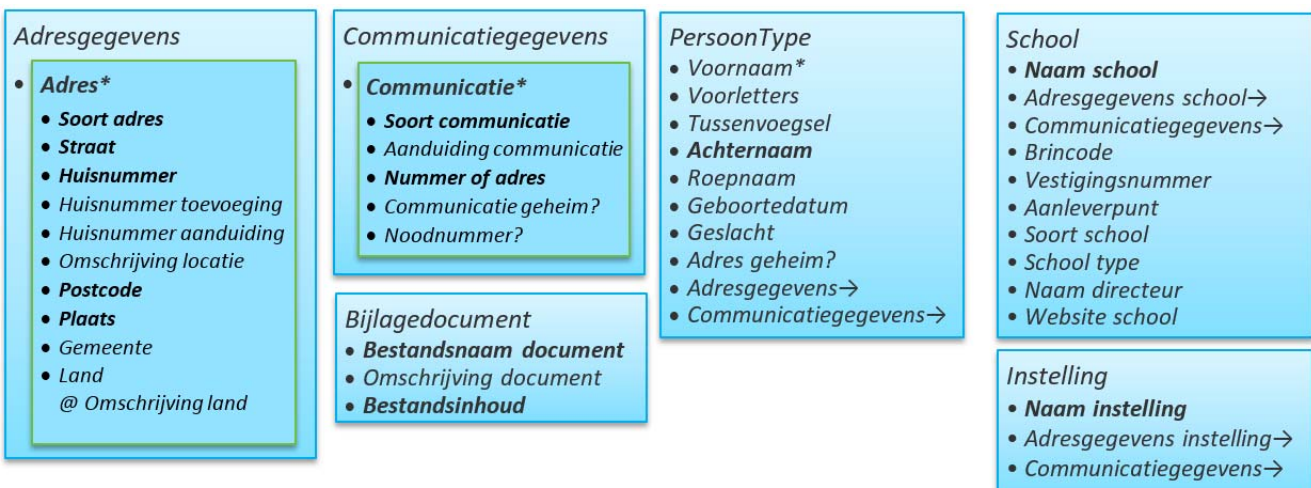 Adresgegevens
• Adres*
• Soort adres
• Straat
• Huisnummer
• Huisnummer toevoeging
• Huisnummer aanduiding
• Omschrijving locatie
• Postcode
• Plaats
• Gemeente
• Land
@ Omschrijving land
Communicatiegegevens
• Communicatie*
• Soort communicatie
• Aanduiding communicatie
• Nummer of adres
• Communicatie geheim?
• Noodnummer?
Bijlagedocument
• Bestandsnaam document
• Omschrijving document
• Bestandsinhoud
PersoonType
• Voornaam*
• Voorletters
• Tussenvoegsel
• Achternaam
• Roepnaam
• Geboortedatum
• Geslacht
• Adres geheim?
• Adresgegevens→
• Communicatiegegevens→
School
• Naam school
• Adresgegevens school→
• Communicatiegegevens→
• Brincode
• Vestigingsnummer
• Aanleverpunt
• Soort school
• School type
• Naam directeur
• Website school
Instelling
• Naam instelling
• Adresgegevens instelling→
• Communicatiegegevens→